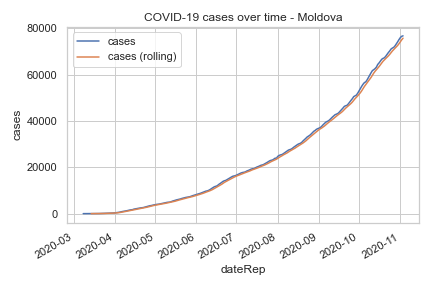 COVID-19 cases over time - Moldova
cases
cases (rolling)
80000
60000
40000
20000
0
cases
2020-03
2020-04
2020-05
2020-06
2020-07
2020-08
2020-09
2020-10
2020-11
dateRep